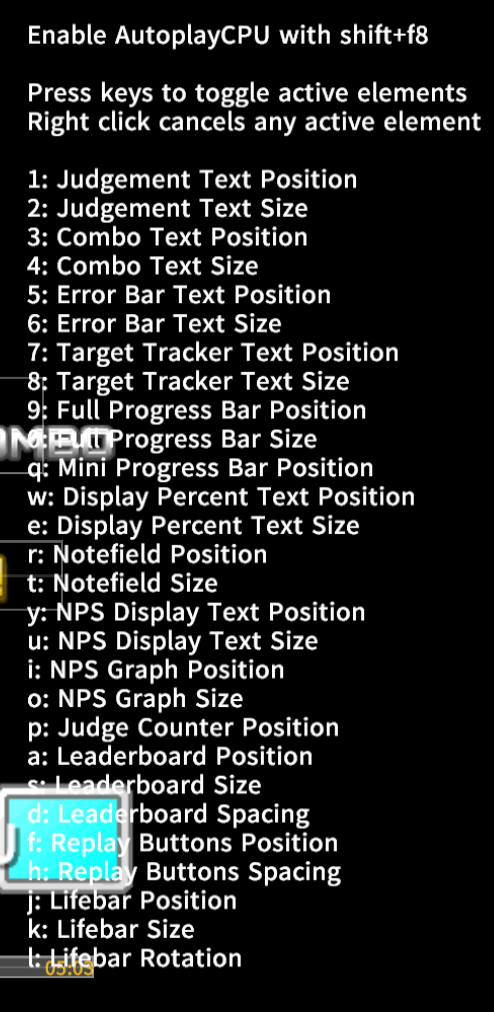 Enable AutoplayCPU with shift+f8
Press keys to toggle active elements
Right click cancels any active element
1: Judgement Text Position
2: Judgement Text Size
3: Combo Text Position
4: Combo Text Size
5: Error Bar Text Position
6: Error Bar Text Size
7: Target Tracker Text Position
8: Target Tracker Text Size
9: Full Progress Bar Position
0: Full Progress Bar Size
q: Mini Progress Bar Position
w: Display Percent Text Position
e: Display Percent Text Size
r: Notefield Position
t: Notefield Size
y: NPS Display Text Position
u: NPS Display Text Size
i: NPS Graph Position
o: NPS Graph Size
p: Judge Counter Position
a: Leaderboard Position
s: Leaderboard Size
d: Leaderboard Spacing
f: Replay Buttons Position
h: Replay Buttons Spacing
j: Lifebar Position
k: Lifebar Size
l: Lifebar Rotation
05:03